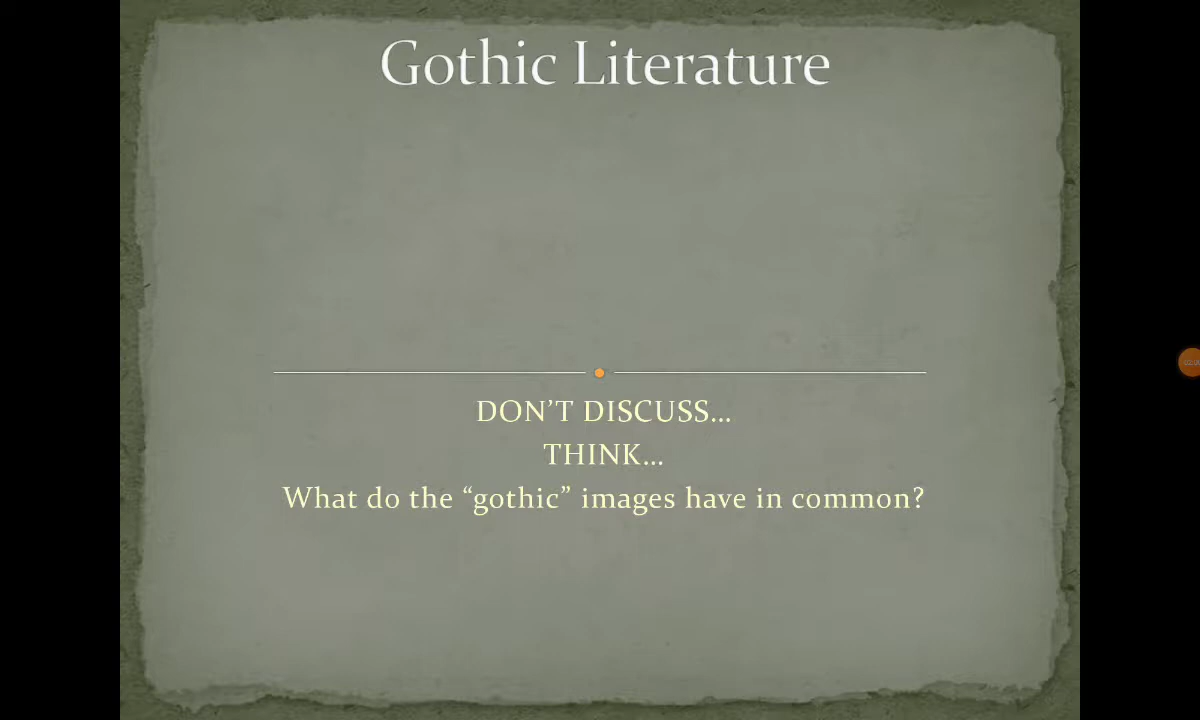 Gothic Literature
DON’T DISCUSS…
THINK…
What do the “gothic” images have in common?